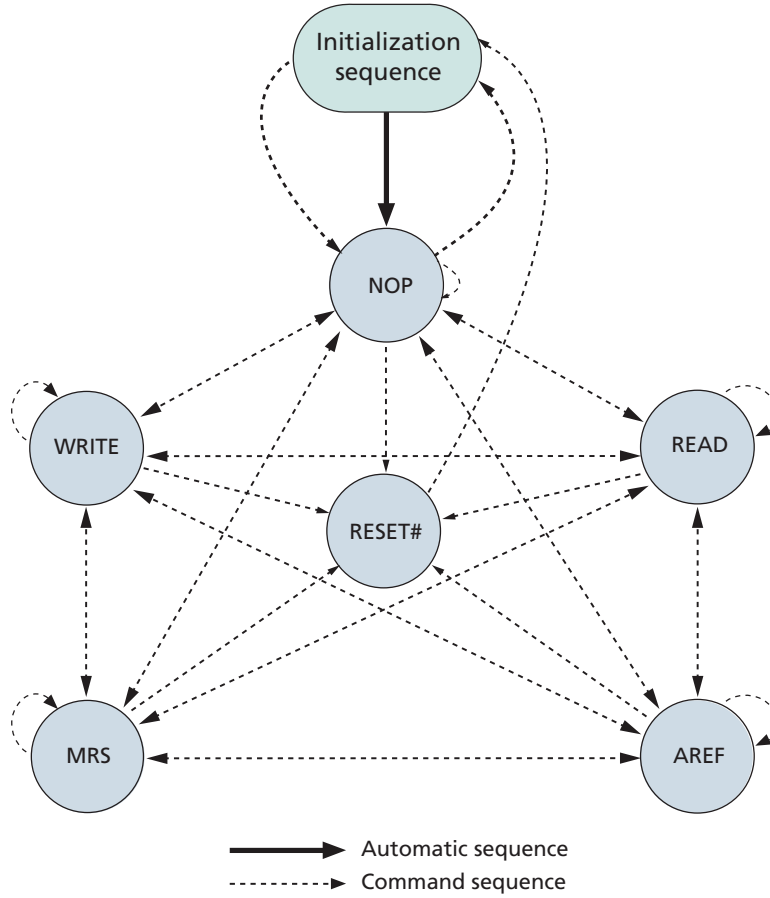 Initialization
sequence
NOP
WRITE
READ
RESET#
MRS
AREF
Automatic sequence
Command sequence